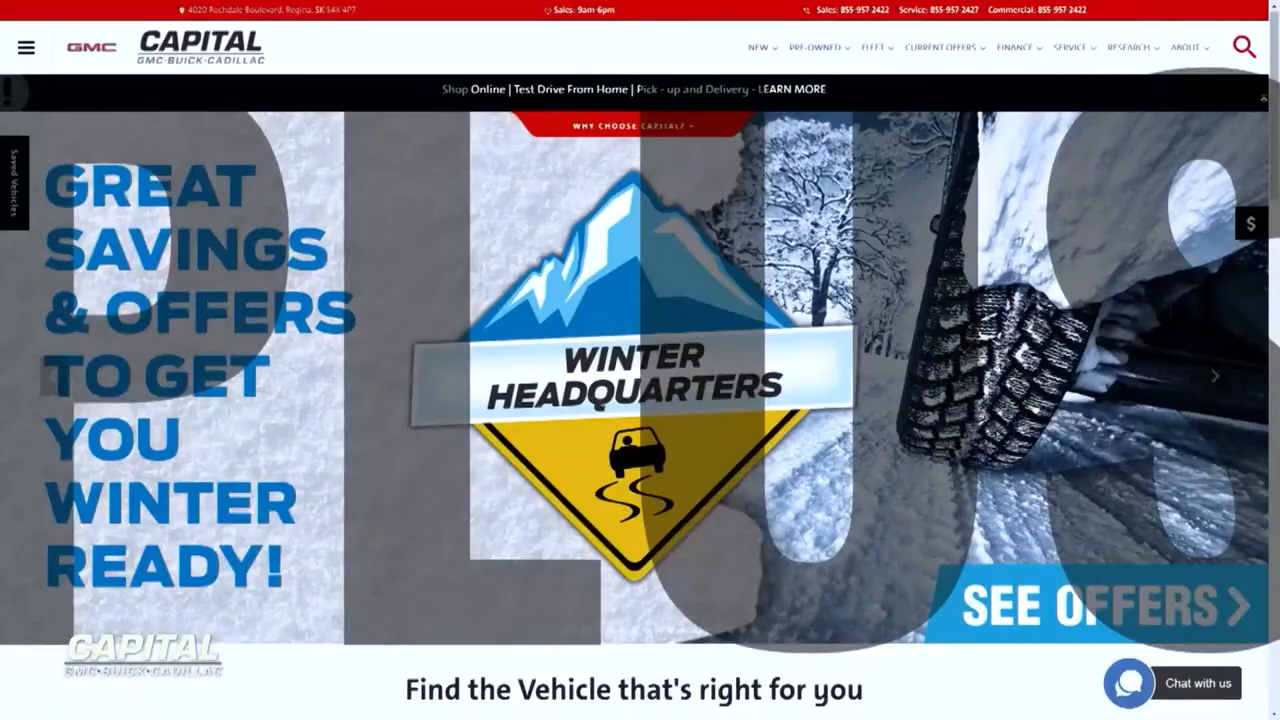 4020 Rochdale Boulevard, Regina, SK S4X 4P7
Sales: 9am-6pm
Sales: 855-957-2422 Service: 855-957-2427 Commercial: 855-957-2422
GMC
CAPITAL
GMC•BUICK•CADILLAC
NEW PRE-OWNED FLEET CURRENT OFFERS FINANCE SERVICE RESEARCH ABOUT
Shop Online | Test Drive From Home | Pick - up and Delivery - LEARN MORE
WHY CHOOSE CAPITAL?
Saved Vehicles
PLUS
GREAT
SAVINGS
& OFFERS
TO GET
YOU
WINTER
READY!
WINTER
HEADQUARTERS
$
SEE OFFERS
CAPITAL
GMC•BUICK•CADILLAC
Find the Vehicle that's right for you
Chat with us